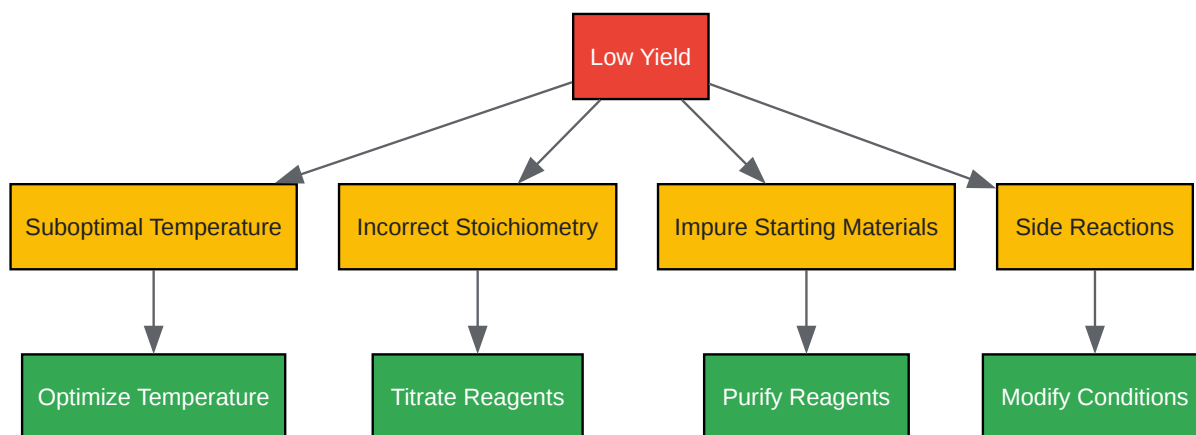 Low Yield
Suboptimal Temperature
Incorrect Stoichiometry
Impure Starting Materials
Side Reactions
Optimize Temperature
Titrate Reagents
Purify Reagents
Modify Conditions